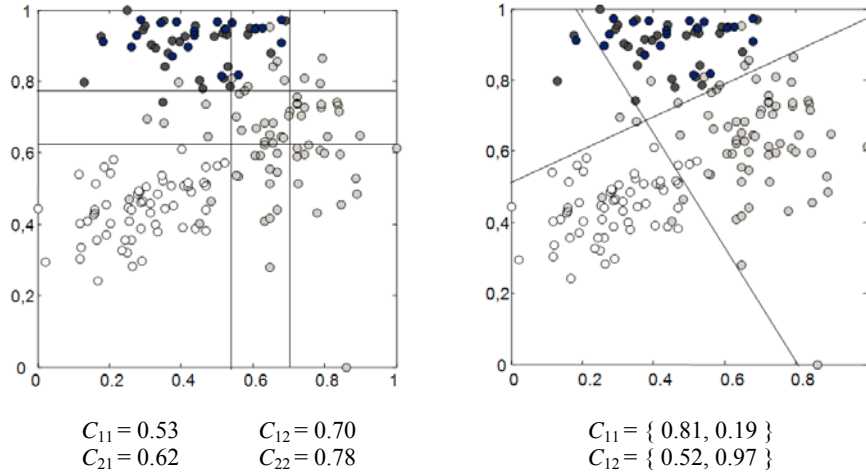 1
0,8
0,6
0,4
0,2
0
0 0.2 0.4 0.6 0.8 1
C11 = 0.53 C12 = 0.70
C21 = 0.62 C22 = 0.78
1
0,8
0,6
0,4
0,2
0
0 0.2 0.4 0.6 0.8
C11 = { 0.81, 0.19 }
C12 = { 0.52, 0.97 }